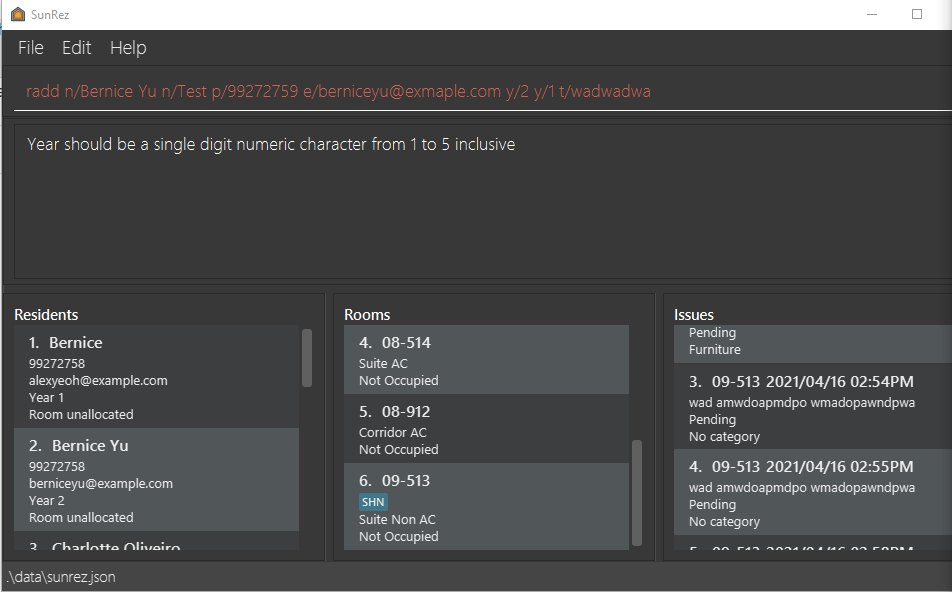 SunRez
File Edit Help
radd n/Bernice Yu n/Test p/99272759 e/berniceyu@exmaple.com y/2 y/1 t/wadwadwa
Year should be a single digit numeric character from 1 to 5 inclusive
Residents
1. Bernice
99272758
alexyeoh@example.com
Year 1
Room unallocated
2. Bernice Yu
99272758
berniceyu@example.com
Year 2
Room unallocated
3. Charlotte Oliveiro
Rooms
4. 08-514
Suite AC
Not Occupied
5. 08-912
Corridor AC
Not Occupied
6. 09-513
SHN
Suite Non AC
Not Occupied
Issues
Pending
Furniture
3. 09-513 2021/04/16 02:54PM
wad amwdoapmdpo wmadopawndpwa
Pending
No category
4. 09-513 2021/04/16 02:55PM
wad amwdoapmdpo wmadopawndpwa
Pending
No category
.\data\sunrez.json